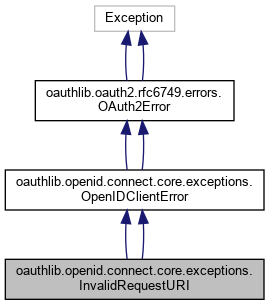 Exception
oauthlib.oauth2.rfc6749.errors.
OAuth2Error
oauthlib.openid.connect.core.exceptions.
OpenIDClientError
oauthlib.openid.connect.core.exceptions.
InvalidRequestURI